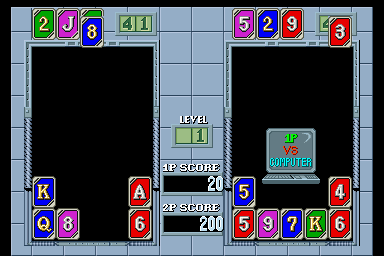 2 J 8 41 5 2 9 3
LEVEL
1
1P
VS
COMPUTER
1P SCORE
20
K A 5 4
2P SCORE
200
Q 8 6 5 9 7 K 6